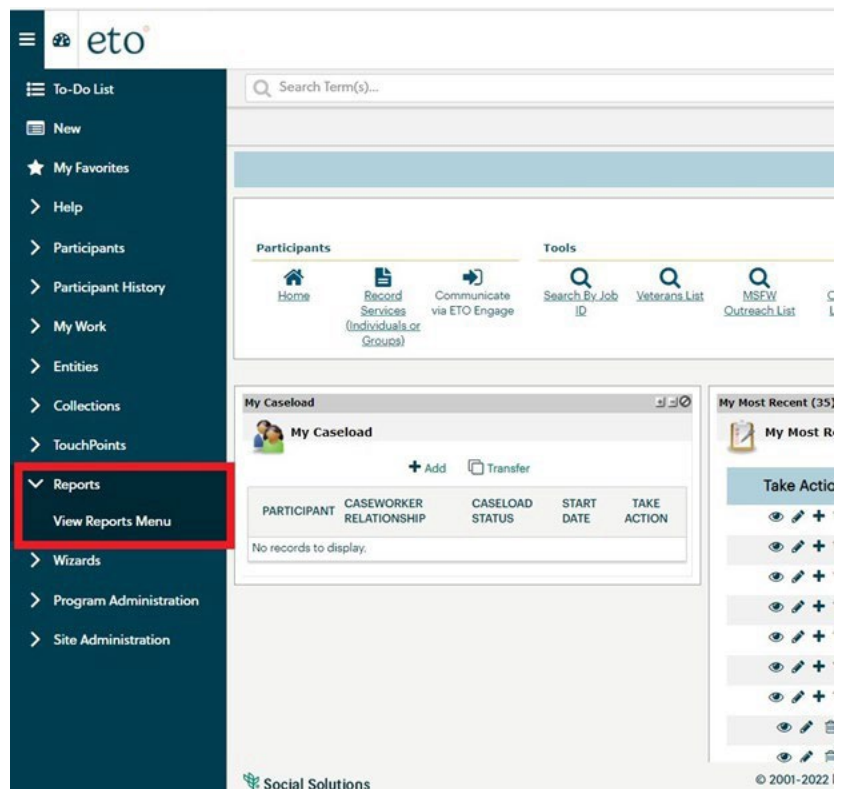 eto
To-Do List
New
My Favorites
Help
Participants
Participant History
My Work
Entities
Collections
TouchPoints
Reports
View Reports Menu
Wizards
Program Administration
Site Administration
Search Term(s)...
Participants
Home
Record
Services
(Individuals or
Groups)
Communicate
via ETO Engage
Tools
Search By Job
ID
Veterans List
MSFW
Outreach List
My Caseload
My Caseload
Add
Transfer
PARTICIPANT
CASEWORKER
RELATIONSHIP
CASELOAD
STATUS
START
DATE
TAKE
ACTION
No records to display.
My Most Recent (35)
My Most
Take
Social Solutions
© 2001-2022